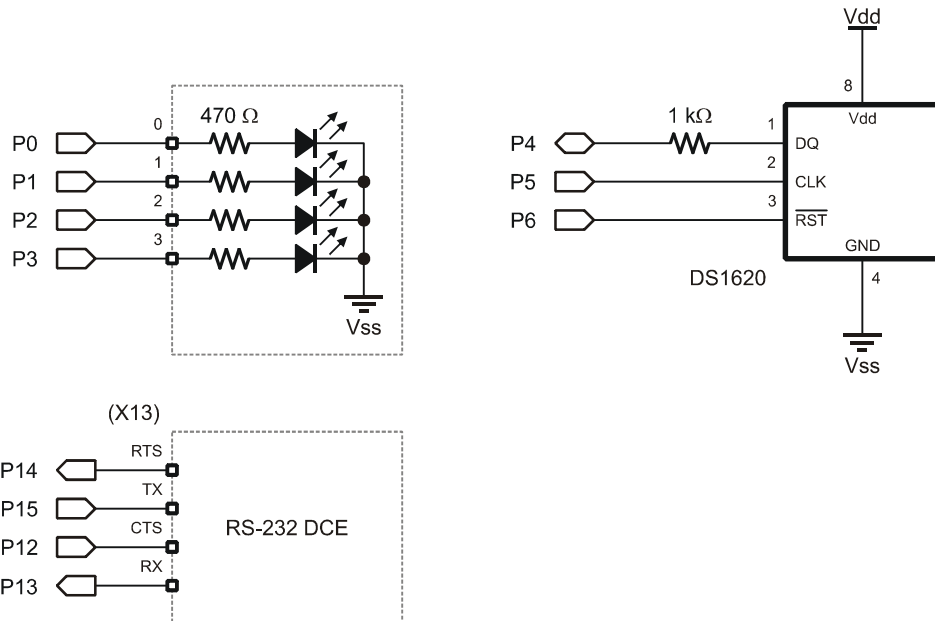 470 Ω
P0 0
P1 1
P2 2
P3 3
Vss
Vdd
8
Vdd
1 kΩ
P4 1 DQ
P5 2 CLK
P6 3 RST
GND
DS1620
4
Vss
(X13)
P14 RTS
P15 TX
P12 CTS
P13 RX
RS-232 DCE